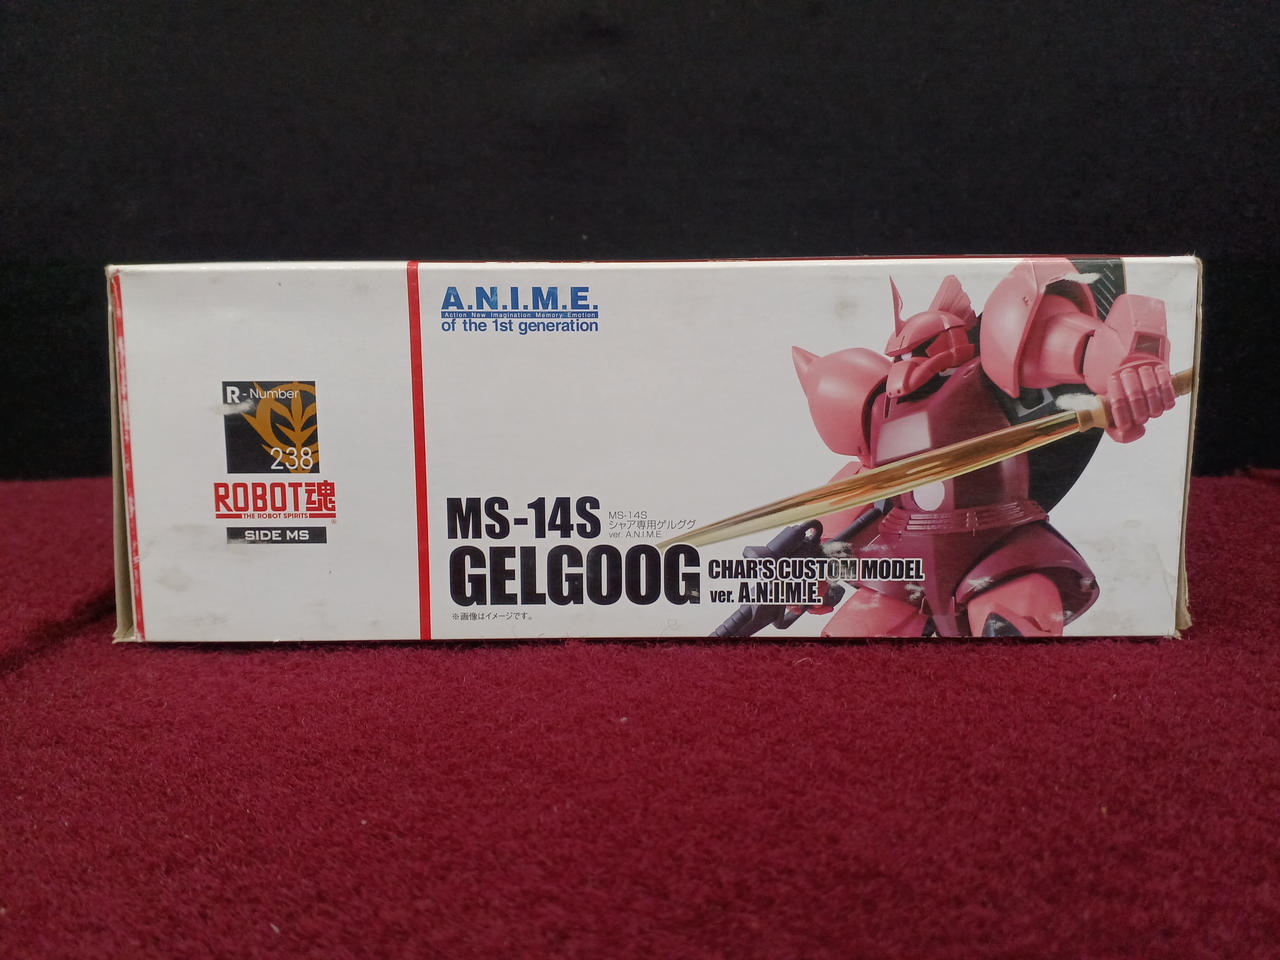 R-Number
238
ROBOT魂
THE ROBOT SPIRITS
®
SIDE MS
A.N.I.M.E.
Action New Imagination Memory Emotion
of the 1st generation
MS-14S
MS-14S
シャア専用ゲルググ
ver. A.N.I.M.E.
GELGOOG
CHAR'S CUSTOM MODEL
ver. A.N.I.M.E.
※画像はイメージです。